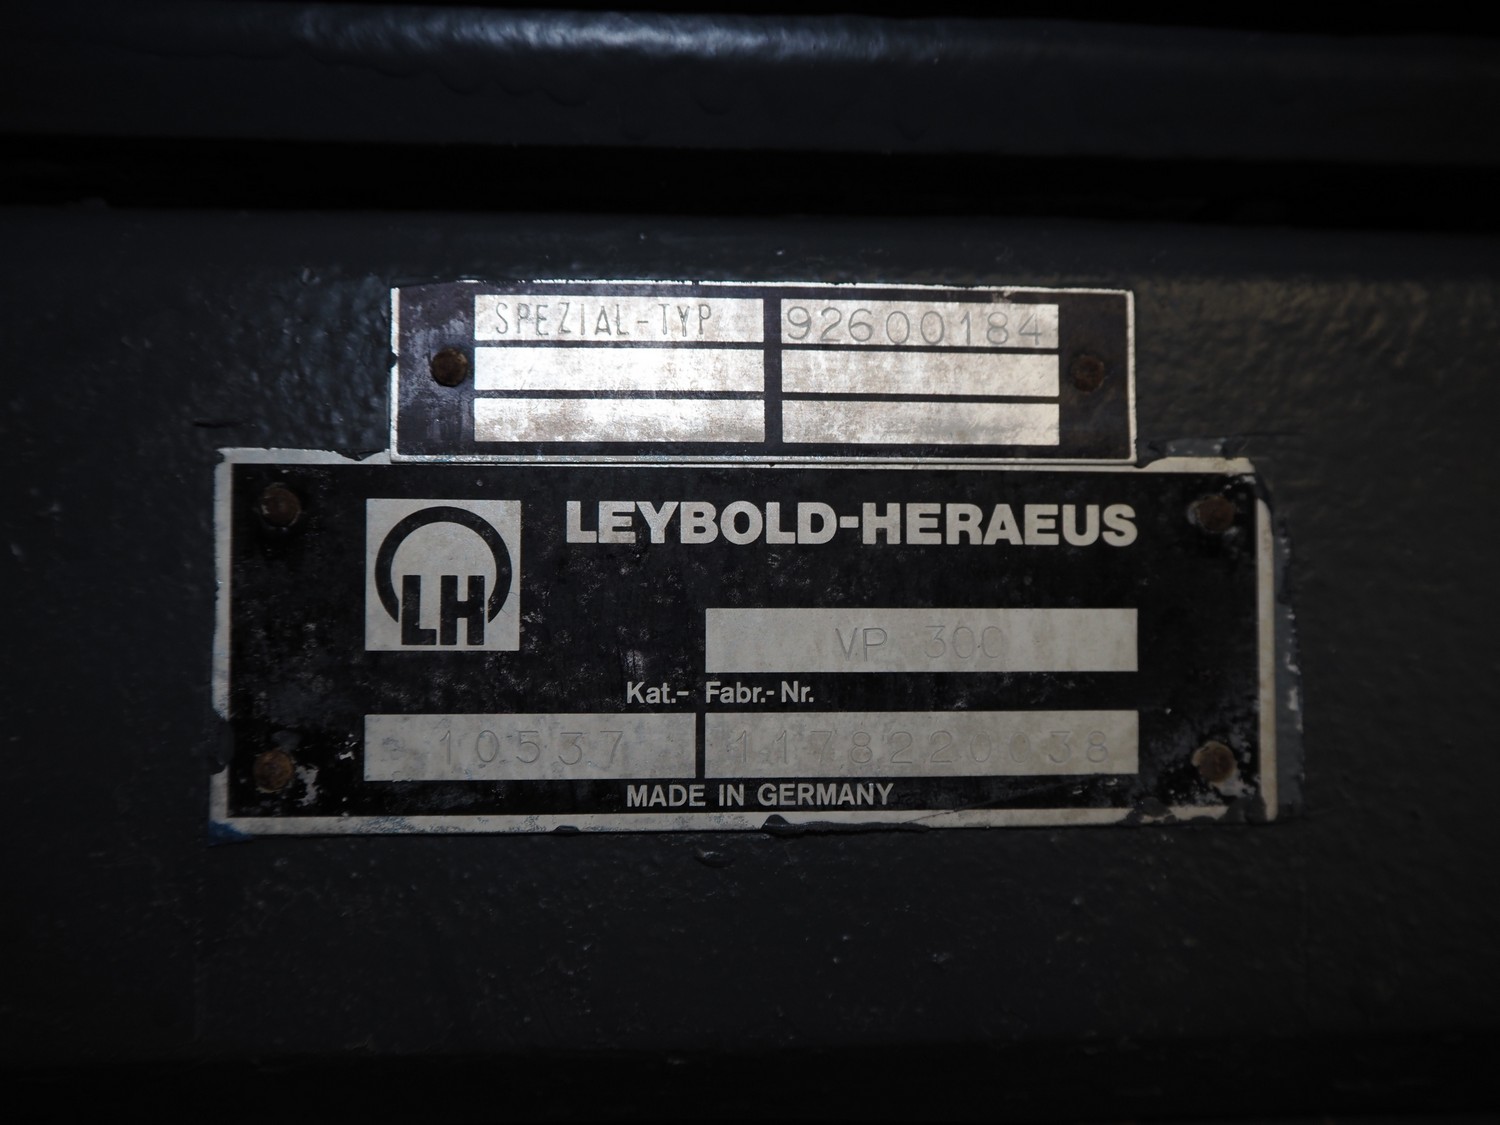 SPEZIAL-TYP 92600184
LEYBOLD-HERAEUS
LH
VP 300
Kat.- Fabr.-Nr.
10537 1178220038
MADE IN GERMANY